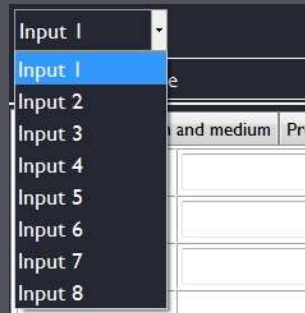 Input 1
Input 1
e
Input 2
Input 3
and medium Pr
Input 4
Input 5
Input 6
Input 7
Input 8